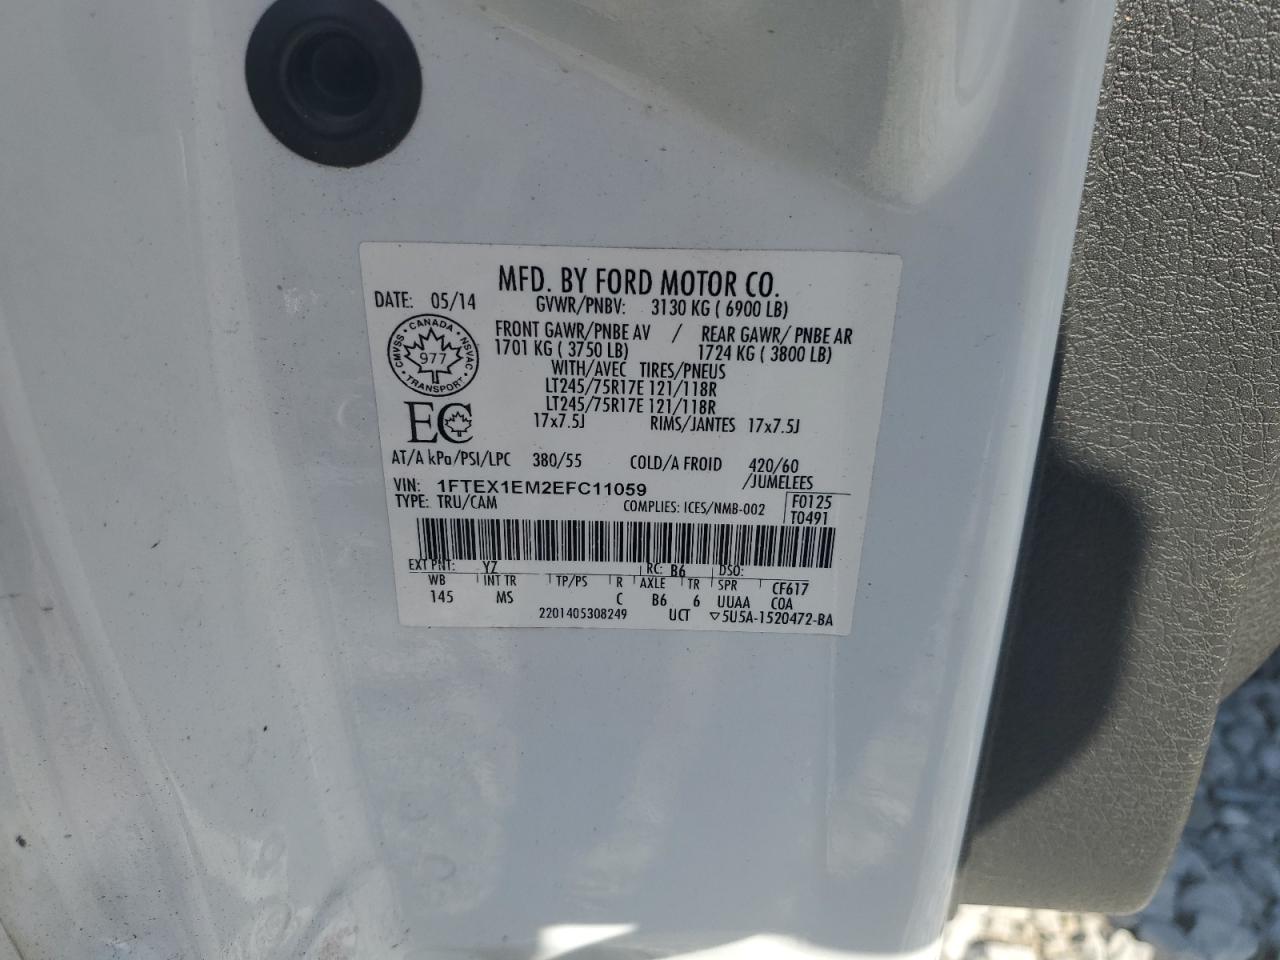 MFD. BY FORD MOTOR CO.
DATE: 05/14 GVWR/PNBV: 3130 KG ( 6900 LB)
FRONT GAWR/PNBE AV / REAR GAWR/ PNBE AR
1701 KG ( 3750 LB) 1724 KG ( 3800 LB)
WITH/AVEC TIRES/PNEUS
LT245/75R17E 121/118R
LT245/75R17E 121/118R
17x7.5J RIMS/JANTES 17x7.5J
CANADA
CMVSS 977 NSVAC
TRANSPORT
EC
AT/A kPa/PSI/LPC 380/55 COLD/A FROID 420/60
/JUMELEES
VIN: 1FTEX1EM2EFC11059
TYPE: TRU/CAM COMPLIES: ICES/NMB-002
F0125
T0491
EXT PNT: YZ RC: B6 DSO:
WB INT TR TP/PS R AXLE TR SPR CF617
145 MS C B6 6 UUAA COA
2201405308249 UCT ▽5U5A-1520472-BA